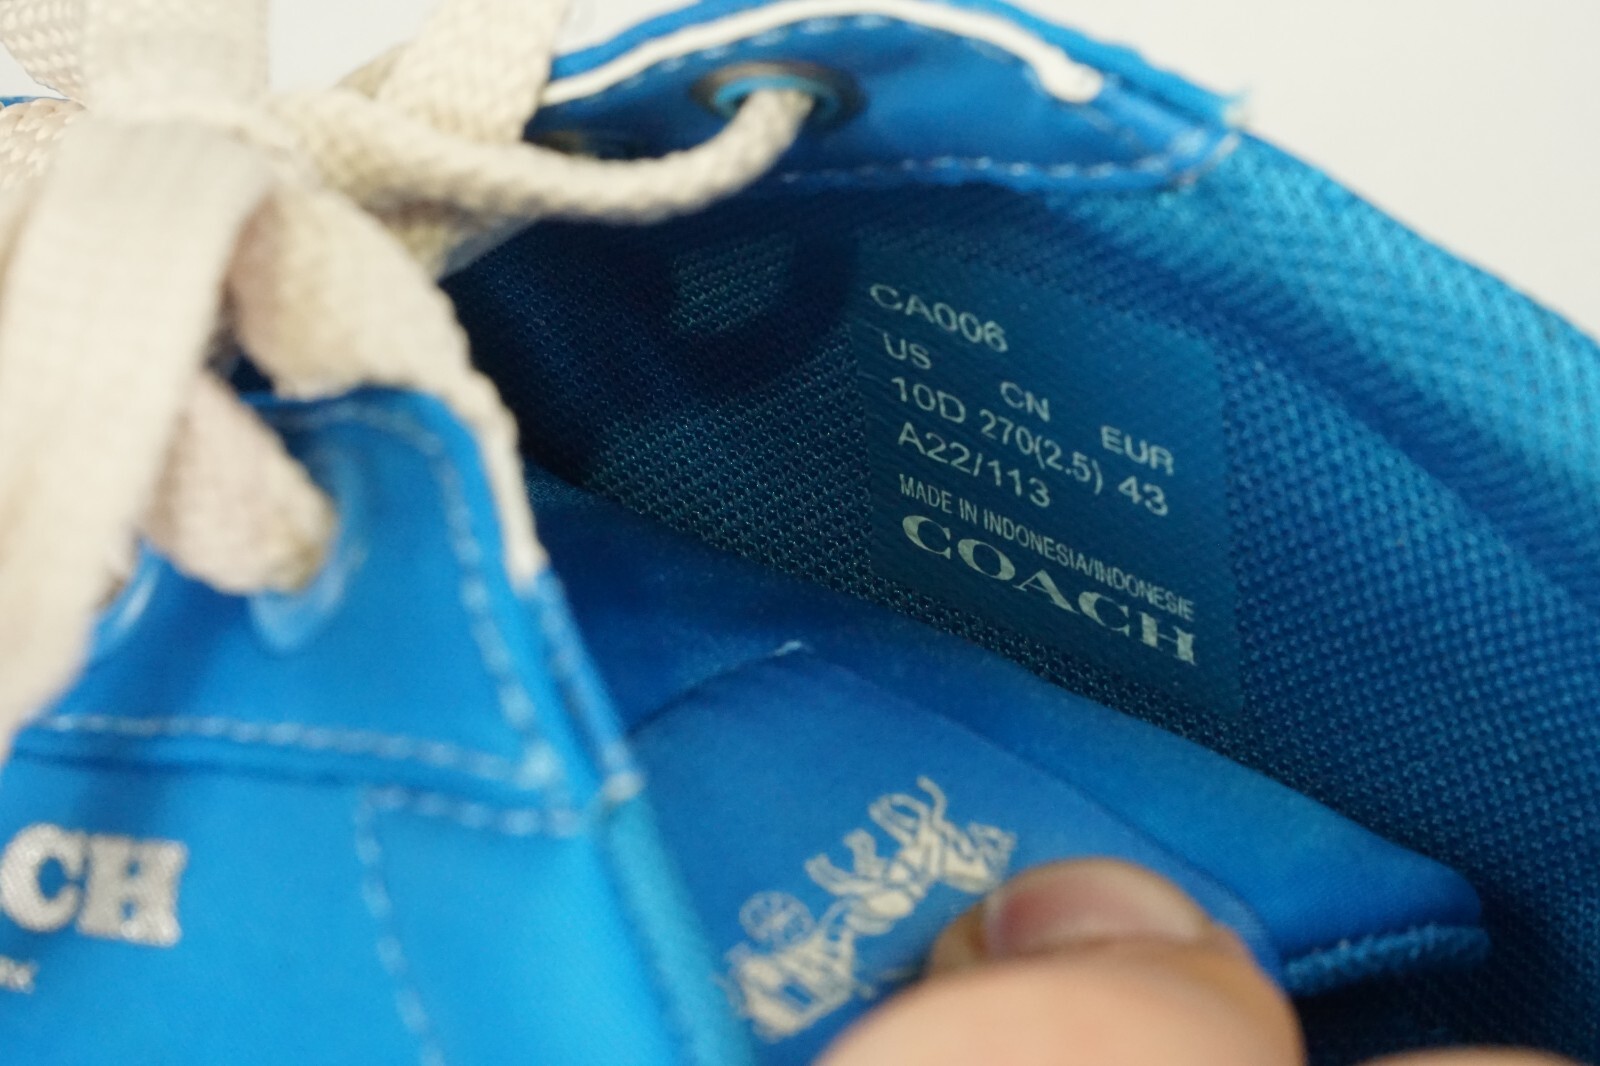 CA006
US CN EUR
10D 270(2.5) 43
A22/113
MADE IN INDONESIA/INDONESIE
COACH
CH